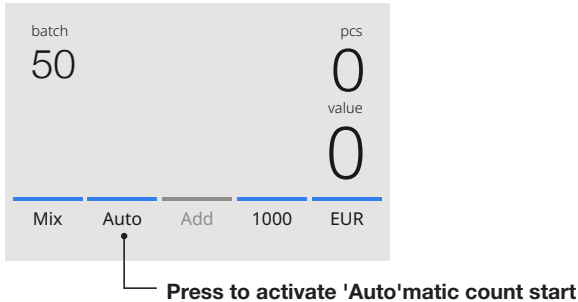 batch
50
pcs
0
value
0
Mix Auto Add 1000 EUR
Press to activate 'Auto'matic count start